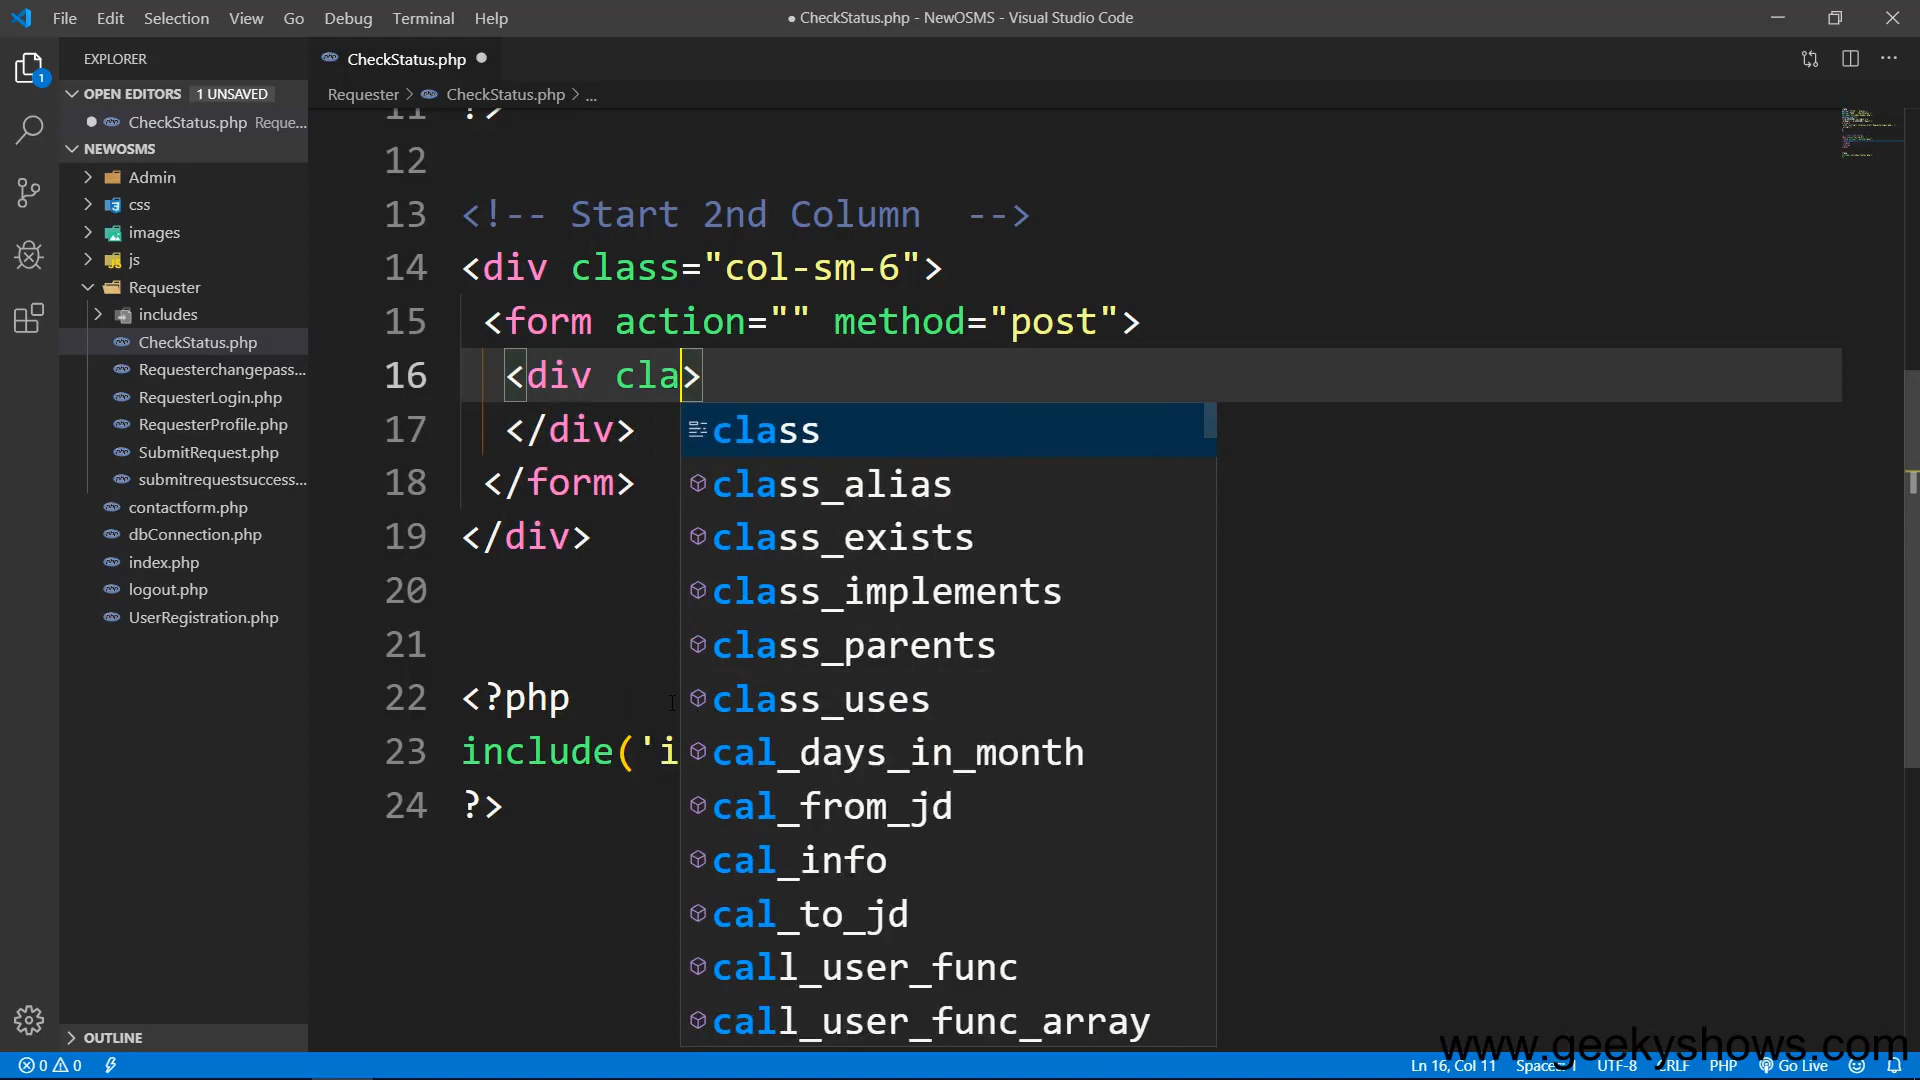 File Edit Selection View Go Debug Terminal Help
● CheckStatus.php - NewOSMS - Visual Studio Code
EXPLORER
CheckStatus.php
OPEN EDITORS 1 UNSAVED
Requester > CheckStatus.php > ...
CheckStatus.php Reque...
NEWOSMS
Admin
css
images
js
Requester
includes
CheckStatus.php
Requesterchangepass...
RequesterLogin.php
RequesterProfile.php
SubmitRequest.php
submitrequestsuccess...
contactform.php
dbConnection.php
index.php
logout.php
UserRegistration.php
OUTLINE
1
11 ?>
12
13 <!-- Start 2nd Column  -->
14 <div class="col-sm-6">
15 <form action="" method="post">
16 <div cla>
17 </div>
18 </form>
19 </div>
20
21
22 <?php
23 include('i
24 ?>
class
class_alias
class_exists
class_implements
class_parents
class_uses
cal_days_in_month
cal_from_jd
cal_info
cal_to_jd
call_user_func
call_user_func_array
www.geekyshows.com
0 0
Ln 16, Col 11 Spaces: 1 UTF-8 CRLF PHP Go Live